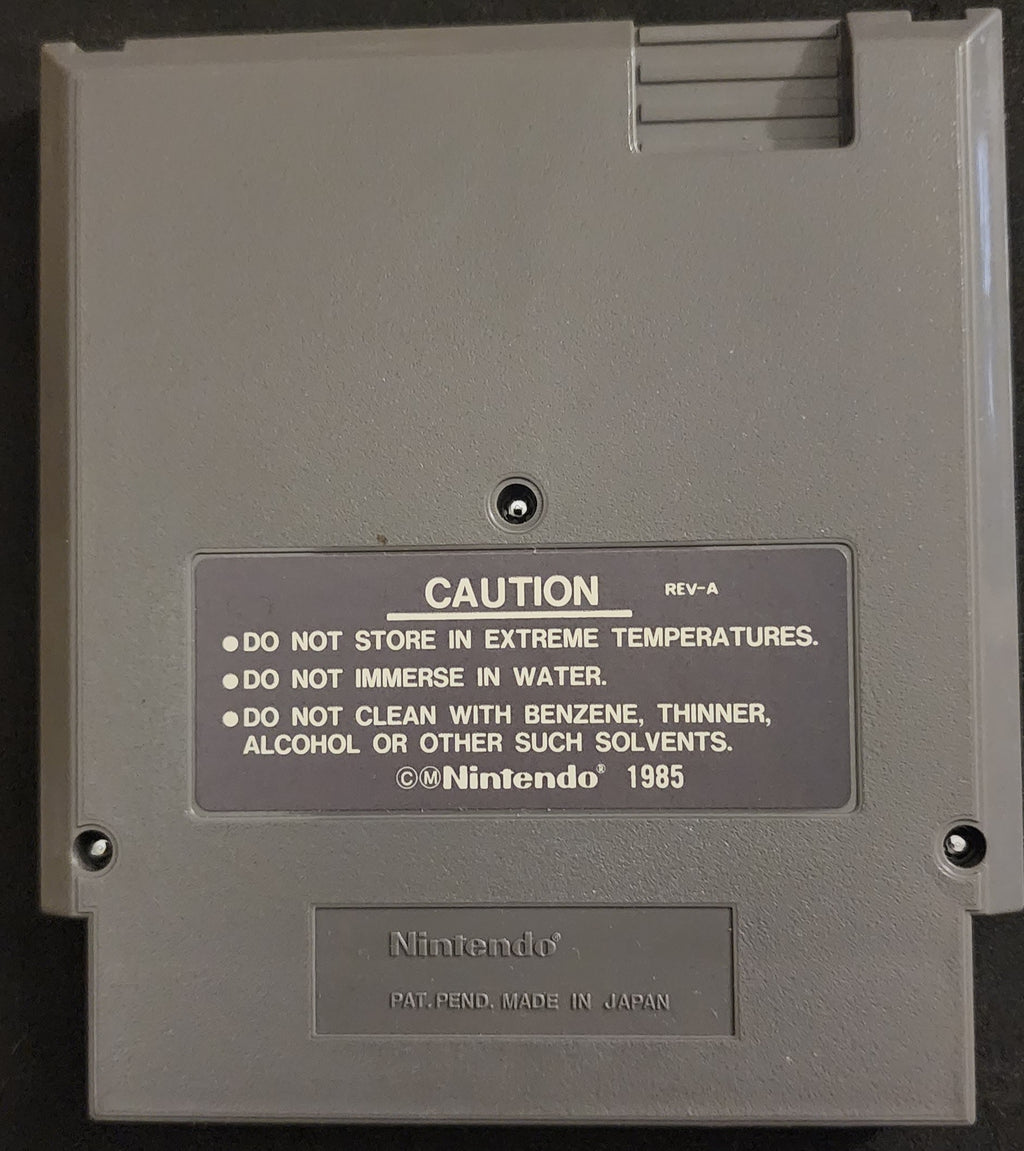 CAUTION REV-A
●DO NOT STORE IN EXTREME TEMPERATURES.
●DO NOT IMMERSE IN WATER.
●DO NOT CLEAN WITH BENZENE, THINNER,
ALCOHOL OR OTHER SUCH SOLVENTS.
©ⓂNintendo® 1985
Nintendo®
PAT. PEND. MADE IN JAPAN